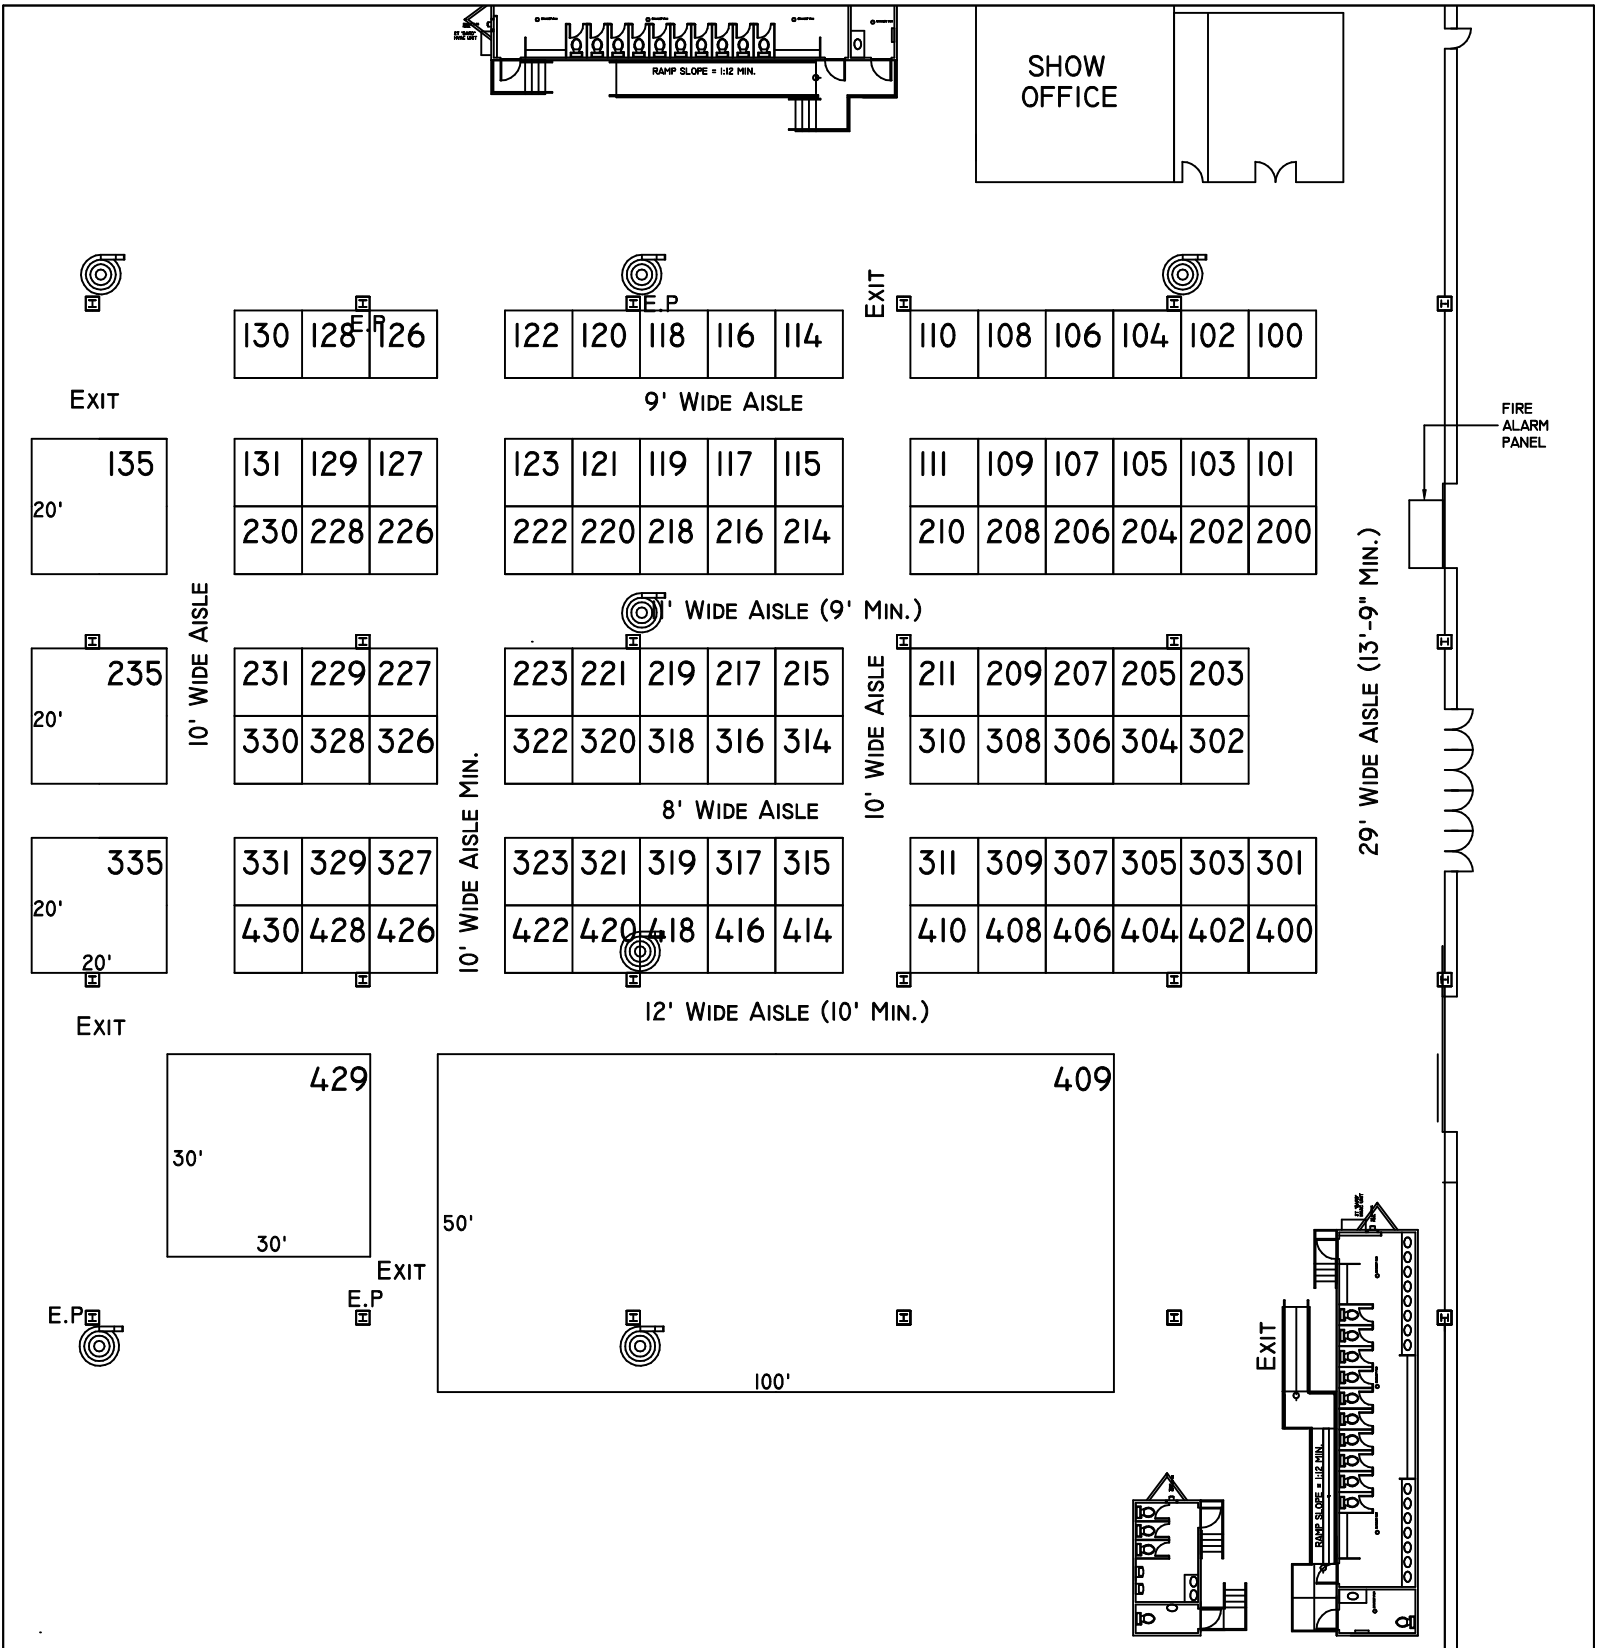 RAMP SLOPE = 1:12 MIN.
SHOW
OFFICE
EXIT
E.P
E.P
130 128 126 122 120 118 116 114 110 108 106 104 102 100
EXIT
9' WIDE AISLE
FIRE
ALARM
PANEL
135 131 129 127 123 121 119 117 115 111 109 107 105 103 101
20'
230 228 226 222 220 218 216 214 210 208 206 204 202 200
11' WIDE AISLE (9' MIN.)
10' WIDE AISLE
29' WIDE AISLE (13'-9" MIN.)
235 231 229 227 223 221 219 217 215 211 209 207 205 203
20'
10' WIDE AISLE
330 328 326 322 320 318 316 314 310 308 306 304 302
8' WIDE AISLE
10' WIDE AISLE MIN.
335 331 329 327 323 321 319 317 315 311 309 307 305 303 301
20'
430 428 426 422 420 418 416 414 410 408 406 404 402 400
20'
12' WIDE AISLE (10' MIN.)
EXIT
429
409
30'
50'
30'
EXIT
E.P
E.P
EXIT
100'
RAMP SLOPE = 1:12 MIN.